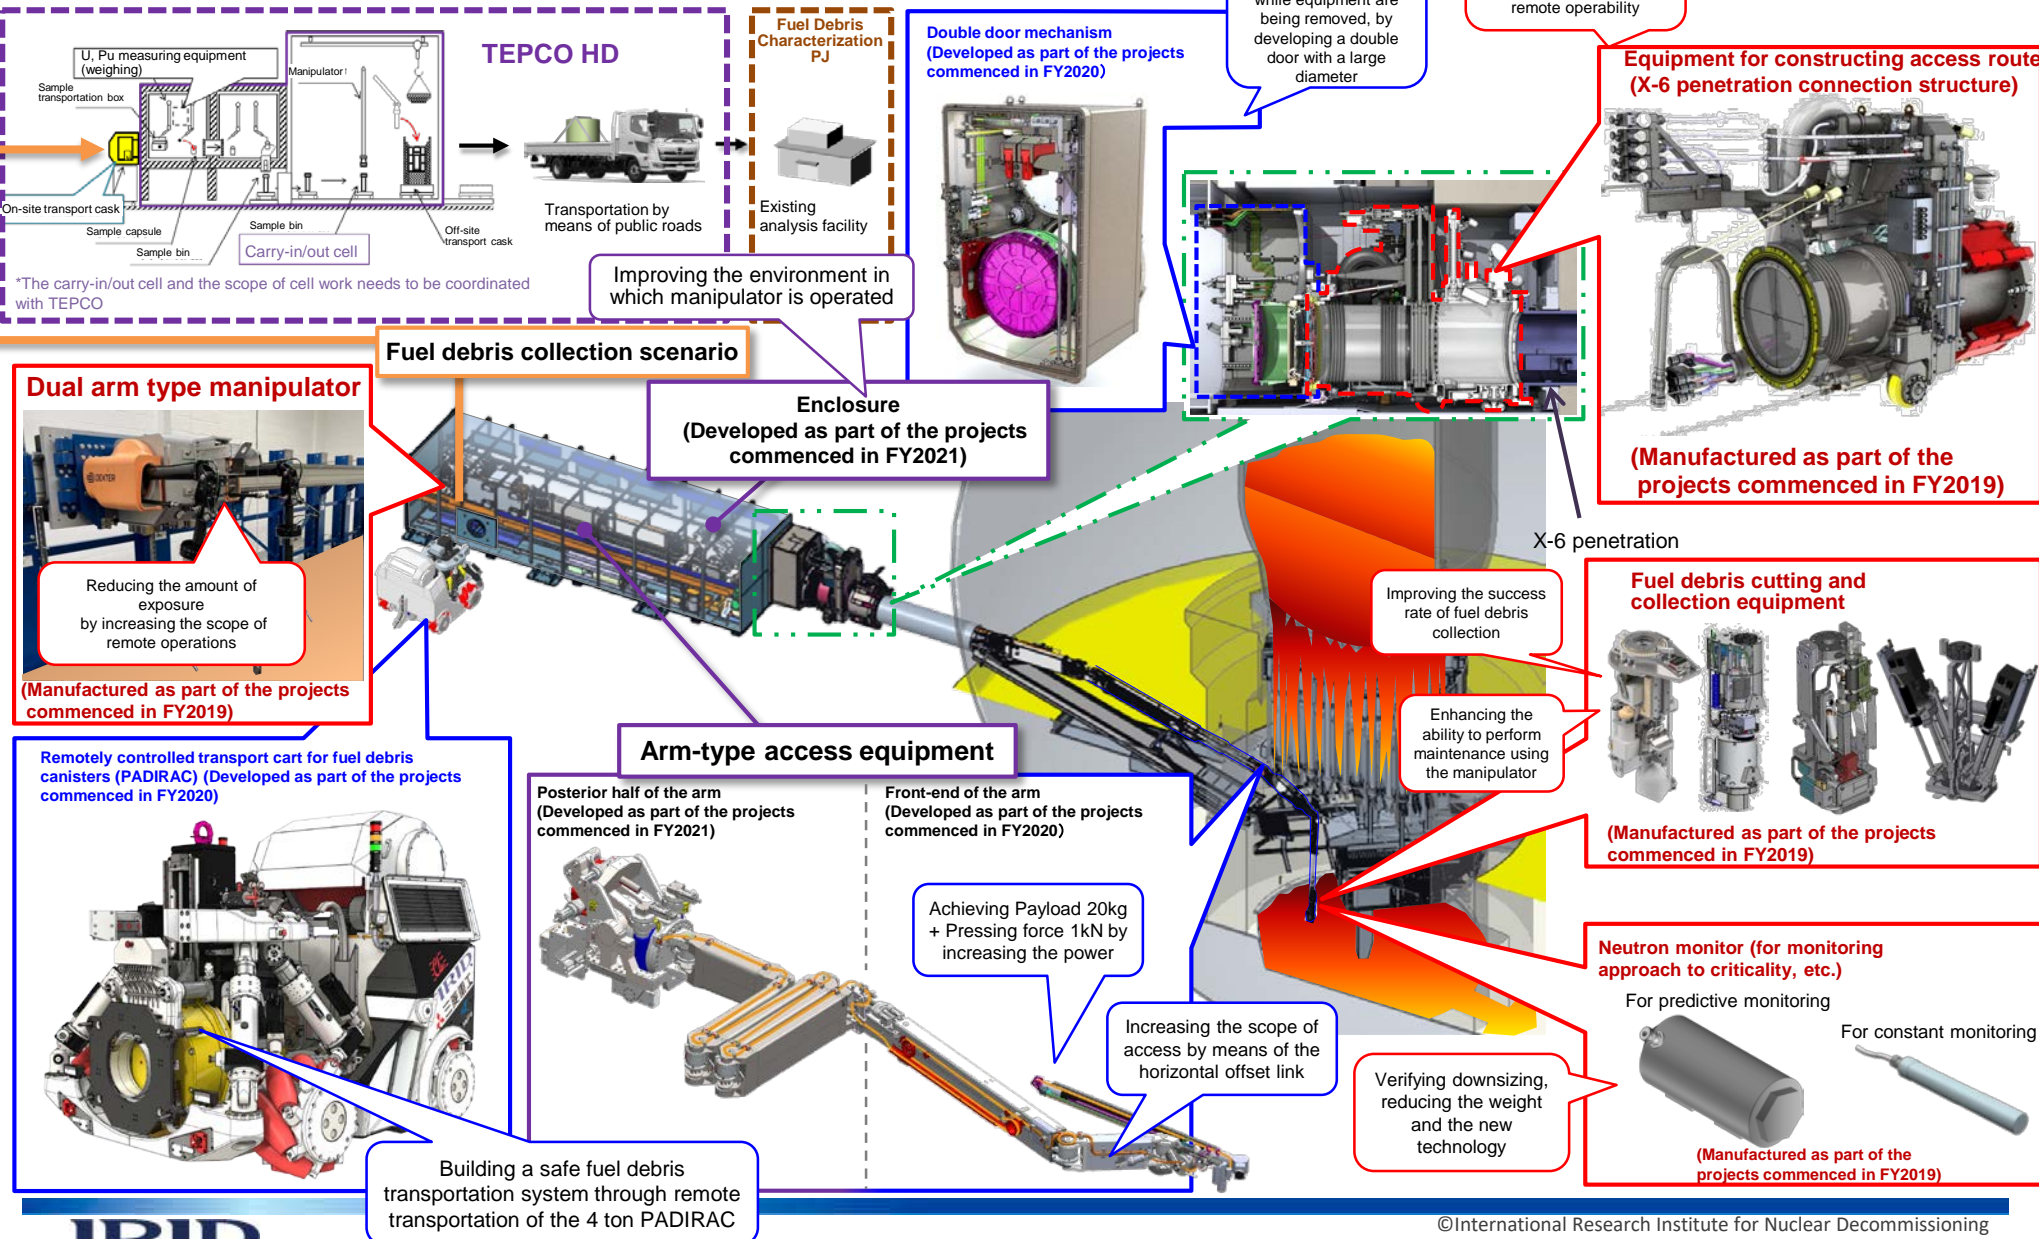 U, Pu measuring equipment
(weighing)
Sample
transportation box
Manipulator
TEPCO HD
On-site transport cask
Sample capsule
Sample bin
Sample bin
Carry-in/out cell
Off-site
transport cask
*The carry-in/out cell and the scope of cell work needs to be coordinated
with TEPCO
Transportation by
means of public roads
Fuel Debris
Characterization
PJ
Existing
analysis facility
Double door mechanism
(Developed as part of the projects
commenced in FY2020)
while equipment are
being removed, by
developing a double
door with a large
diameter
remote operability
Equipment for constructing access route
(X-6 penetration connection structure)
(Manufactured as part of the
projects commenced in FY2019)
X-6 penetration
Improving the environment in
which manipulator is operated
Fuel debris collection scenario
Enclosure
(Developed as part of the projects
commenced in FY2021)
Dual arm type manipulator
DEXTER
Reducing the amount of
exposure
by increasing the scope of
remote operations
(Manufactured as part of the projects
commenced in FY2019)
Improving the success
rate of fuel debris
collection
Fuel debris cutting and
collection equipment
Enhancing the
ability to perform
maintenance using
the manipulator
(Manufactured as part of the projects
commenced in FY2019)
Remotely controlled transport cart for fuel debris
canisters (PADIRAC) (Developed as part of the projects
commenced in FY2020)
IRID
Building a safe fuel debris
transportation system through remote
transportation of the 4 ton PADIRAC
Arm-type access equipment
Posterior half of the arm
(Developed as part of the projects
commenced in FY2021)
Front-end of the arm
(Developed as part of the projects
commenced in FY2020)
Achieving Payload 20kg
+ Pressing force 1kN by
increasing the power
Increasing the scope of
access by means of the
horizontal offset link
Neutron monitor (for monitoring
approach to criticality, etc.)
For predictive monitoring
For constant monitoring
Verifying downsizing,
reducing the weight
and the new
technology
(Manufactured as part of the
projects commenced in FY2019)
IRID
©International Research Institute for Nuclear Decommissioning